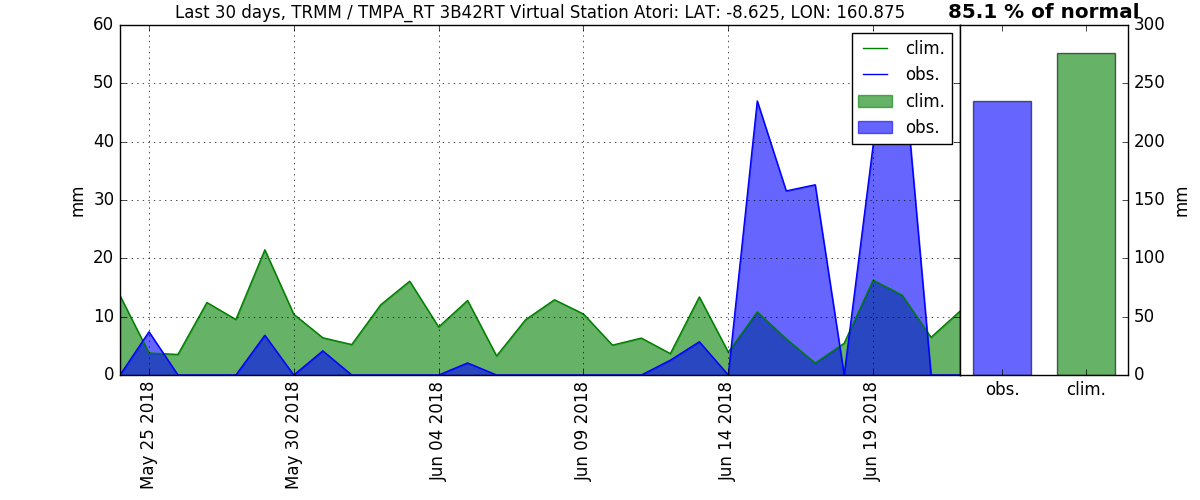 Last 30 days, TRMM / TMPA_RT 3B42RT Virtual Station Atori: LAT: -8.625, LON: 160.875
85.1 % of normal
60
50
40
30
20
10
0
mm
clim.
obs.
clim.
obs.
300
250
200
150
100
50
0
mm
May 25 2018
May 30 2018
Jun 04 2018
Jun 09 2018
Jun 14 2018
Jun 19 2018
obs.
clim.